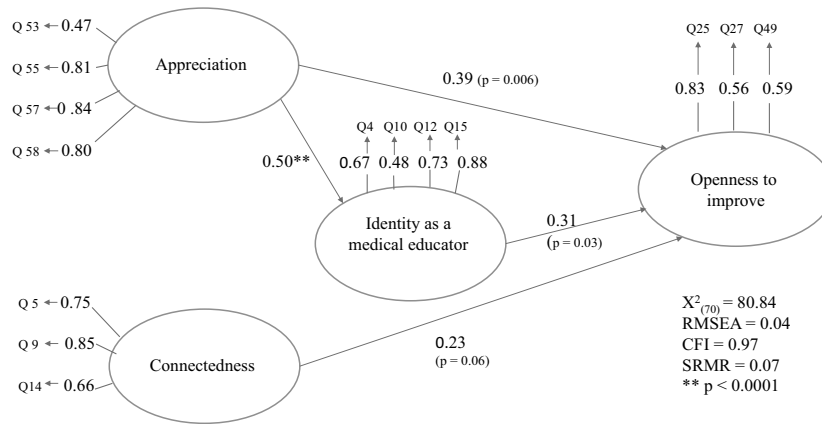 Q 53 0.47
Q 55 0.81
Q 57 0.84
Q 58 0.80
Appreciation
0.39 (p = 0.006)
Q25 Q27 Q49
0.83 0.56 0.59
Openness to
improve
0.50**
Q4 Q10 Q12 Q15
0.67 0.48 0.73 0.88
Identity as a
medical educator
0.31
(p = 0.03)
Q 5 0.75
Q 9 0.85
Q14 0.66
Connectedness
0.23
(p = 0.06)
X²₍₇₀₎ = 80.84
RMSEA = 0.04
CFI = 0.97
SRMR = 0.07
** p < 0.0001